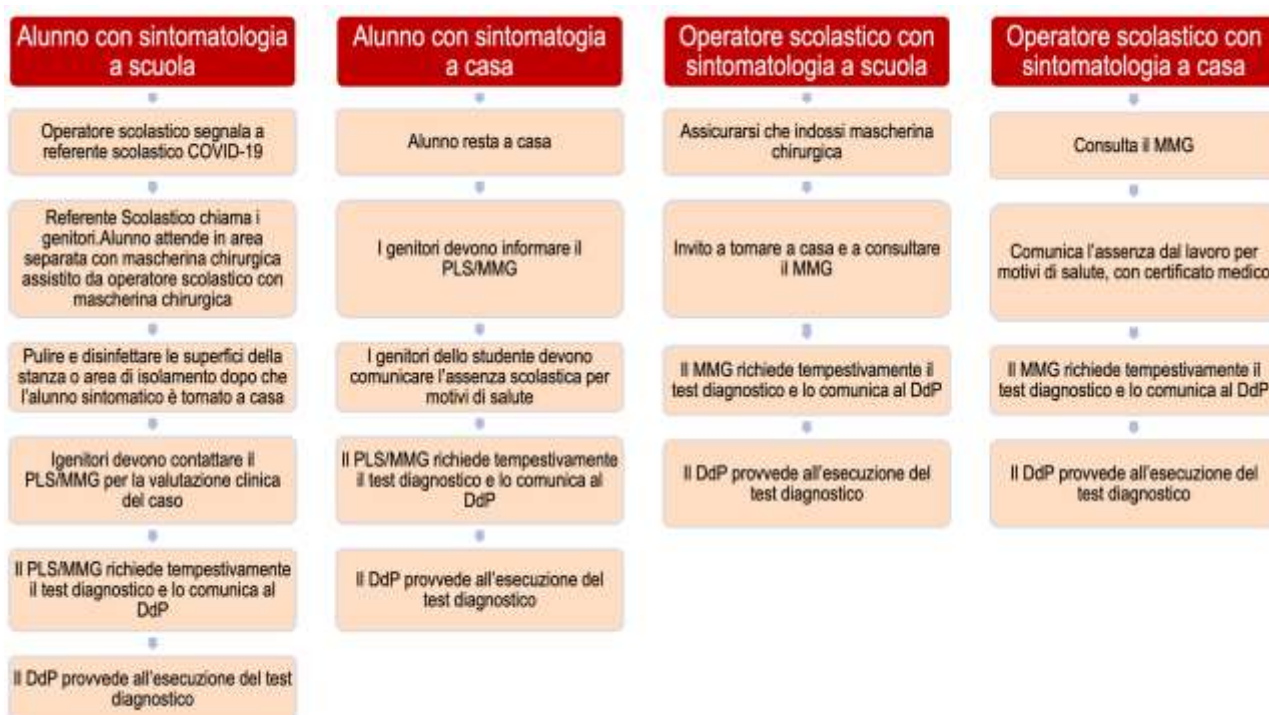 Alunno con sintomatologia
a scuola
Operatore scolastico segnala a
referente scolastico COVID-19
Referente Scolastico chiama i
genitori.Alunno attende in area
separata con mascherina chirurgica
assistito da operatore scolastico con
mascherina chirurgica
Pulire e disinfettare le superfici della
stanza o area di isolamento dopo che
l'alunno sintomatico è tornato a casa
Igenitori devono contattare il
PLS/MMG per la valutazione clinica
del caso
Il PLS/MMG richiede tempestivamente
il test diagnostico e lo comunica al
DdP
Il DdP provvede all'esecuzione del test
diagnostico
Alunno con sintomatogia
a casa
Alunno resta a casa
I genitori devono informare il
PLS/MMG
I genitori dello studente devono
comunicare l'assenza scolastica per
motivi di salute
Il PLS/MMG richiede tempestivamente
il test diagnostico e lo comunica al
DdP
Il DdP provvede all'esecuzione del
test diagnostico
Operatore scolastico con
sintomatologia a scuola
Assicurarsi che indossi mascherina
chirurgica
Invito a tornare a casa e a consultare
il MMG
Il MMG richiede tempestivamente il
test diagnostico e lo comunica al DdP
Il DdP provvede all'esecuzione del
test diagnostico
Operatore scolastico con
sintomatologia a casa
Consulta il MMG
Comunica l'assenza dal lavoro per
motivi di salute, con certificato medico
Il MMG richiede tempestivamente il
test diagnostico e lo comunica al DdP
Il DdP provvede all'esecuzione del
test diagnostico